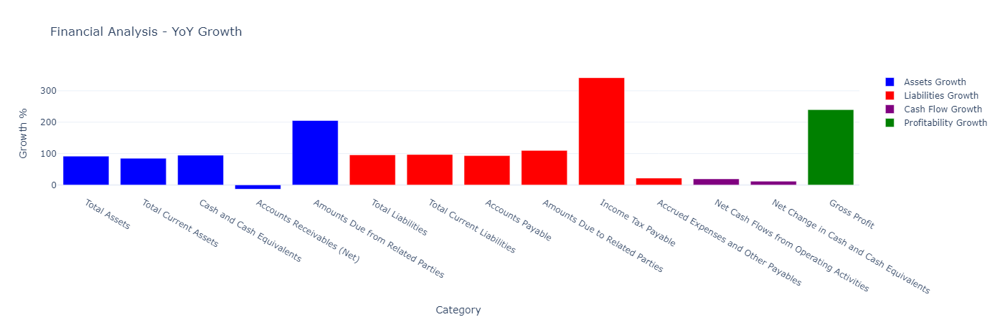 Financial Analysis - YoY Growth
Growth %
300
200
100
0
Total Assets
Total Current Assets
Cash and Cash Equivalents
Accounts Receivables (Net)
Amounts Due from Related Parties
Total Liabilities
Total Current Liabilities
Accounts Payable
Amounts Due to Related Parties
Income Tax Payable
Accrued Expenses and Other Payables
Net Cash Flows from Operating Activities
Net Change in Cash and Cash Equivalents
Gross Profit
Category
Assets Growth
Liabilities Growth
Cash Flow Growth
Profitability Growth